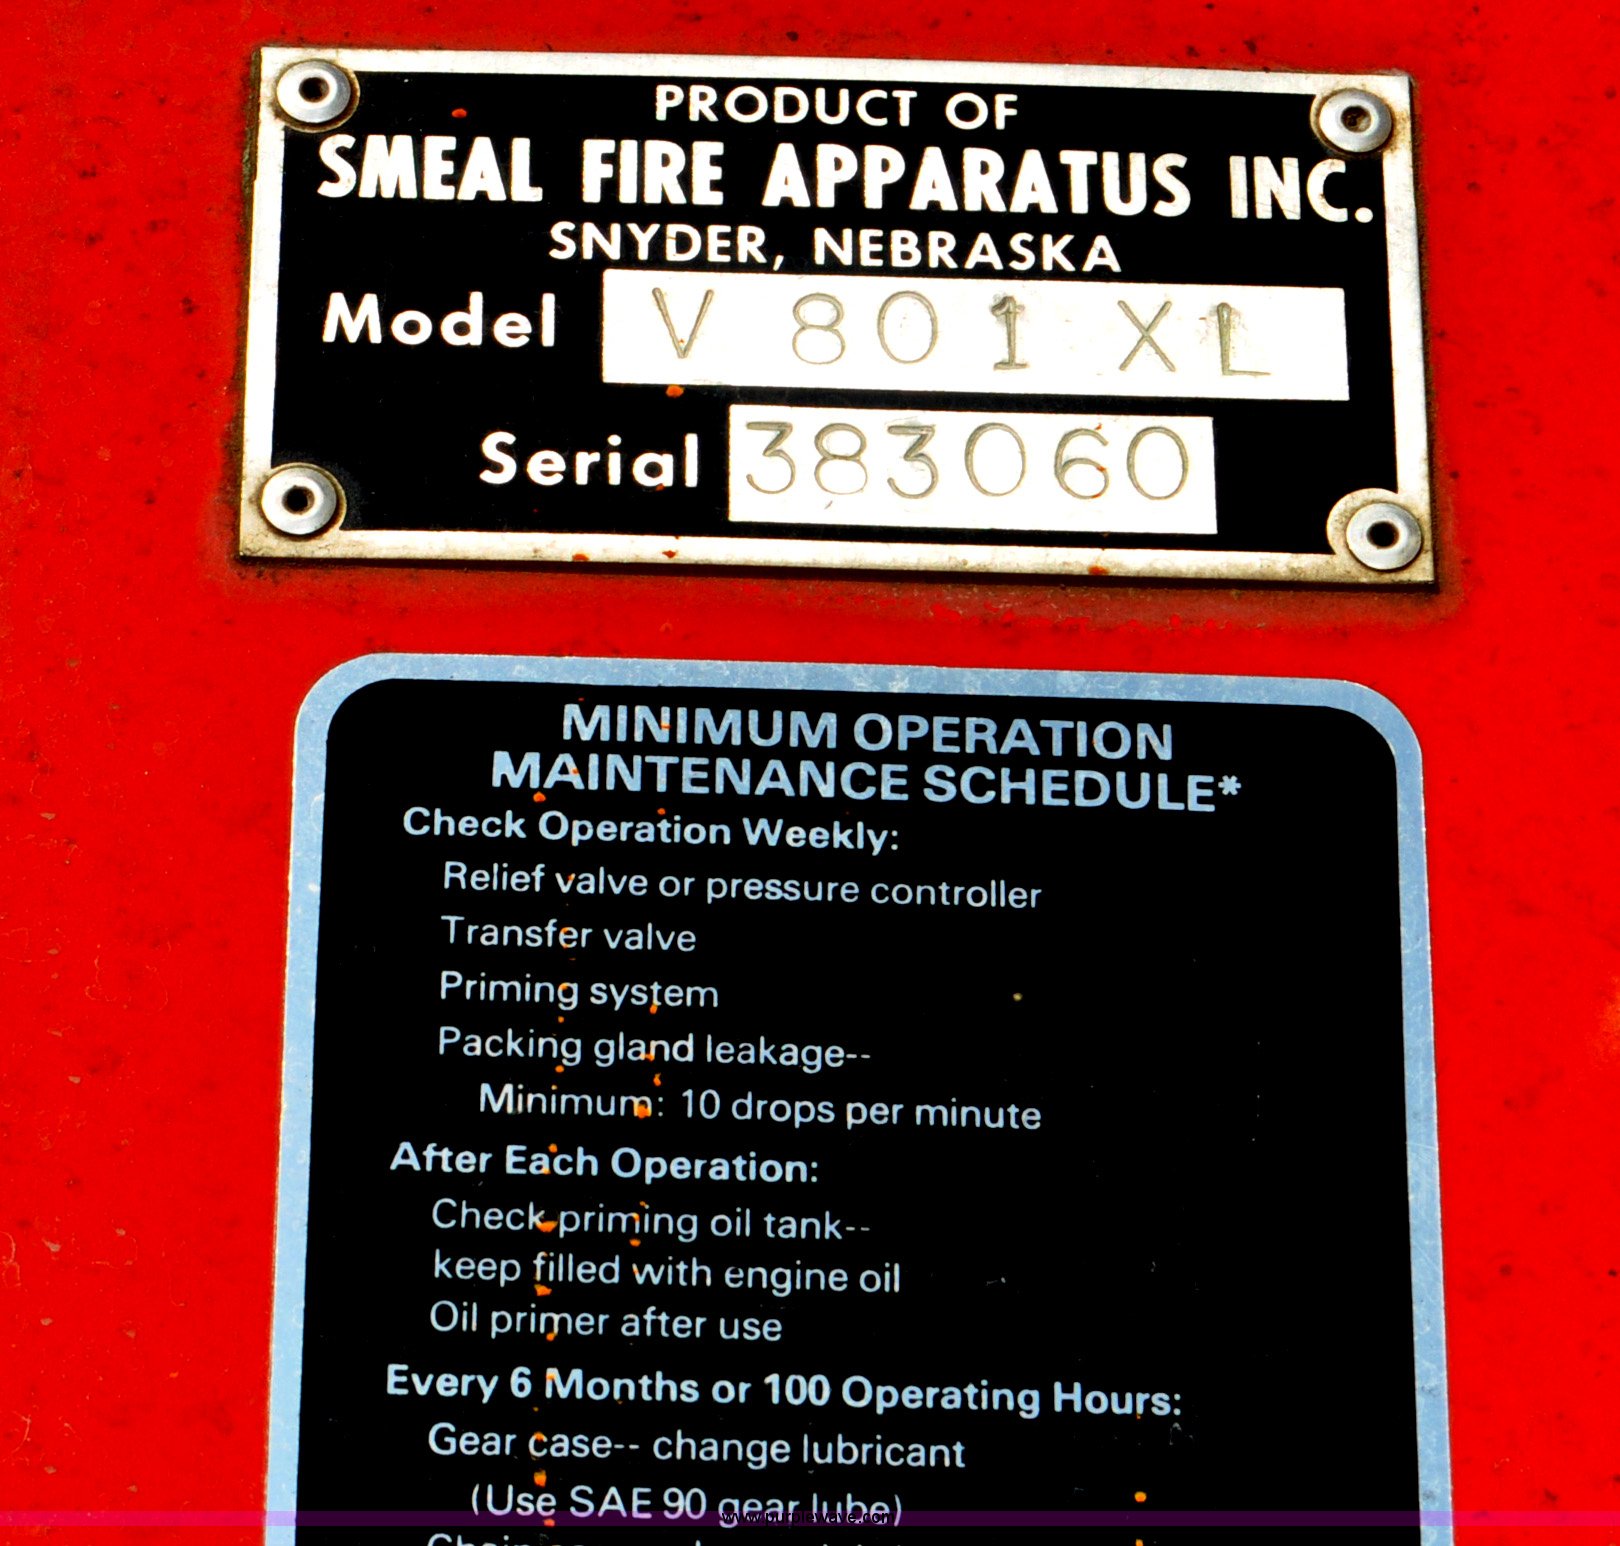 PRODUCT OF
SMEAL FIRE APPARATUS INC.
SNYDER, NEBRASKA
Model V 801 XL
Serial 383060
MINIMUM OPERATION
MAINTENANCE SCHEDULE*
Check Operation Weekly:
Relief valve or pressure controller
Transfer valve
Priming system
Packing gland leakage--
Minimum: 10 drops per minute
After Each Operation:
Check priming oil tank--
keep filled with engine oil
Oil primer after use
Every 6 Months or 100 Operating Hours:
Gear case-- change lubricant
(Use SAE 90 gear lube)
www.purplewave.com